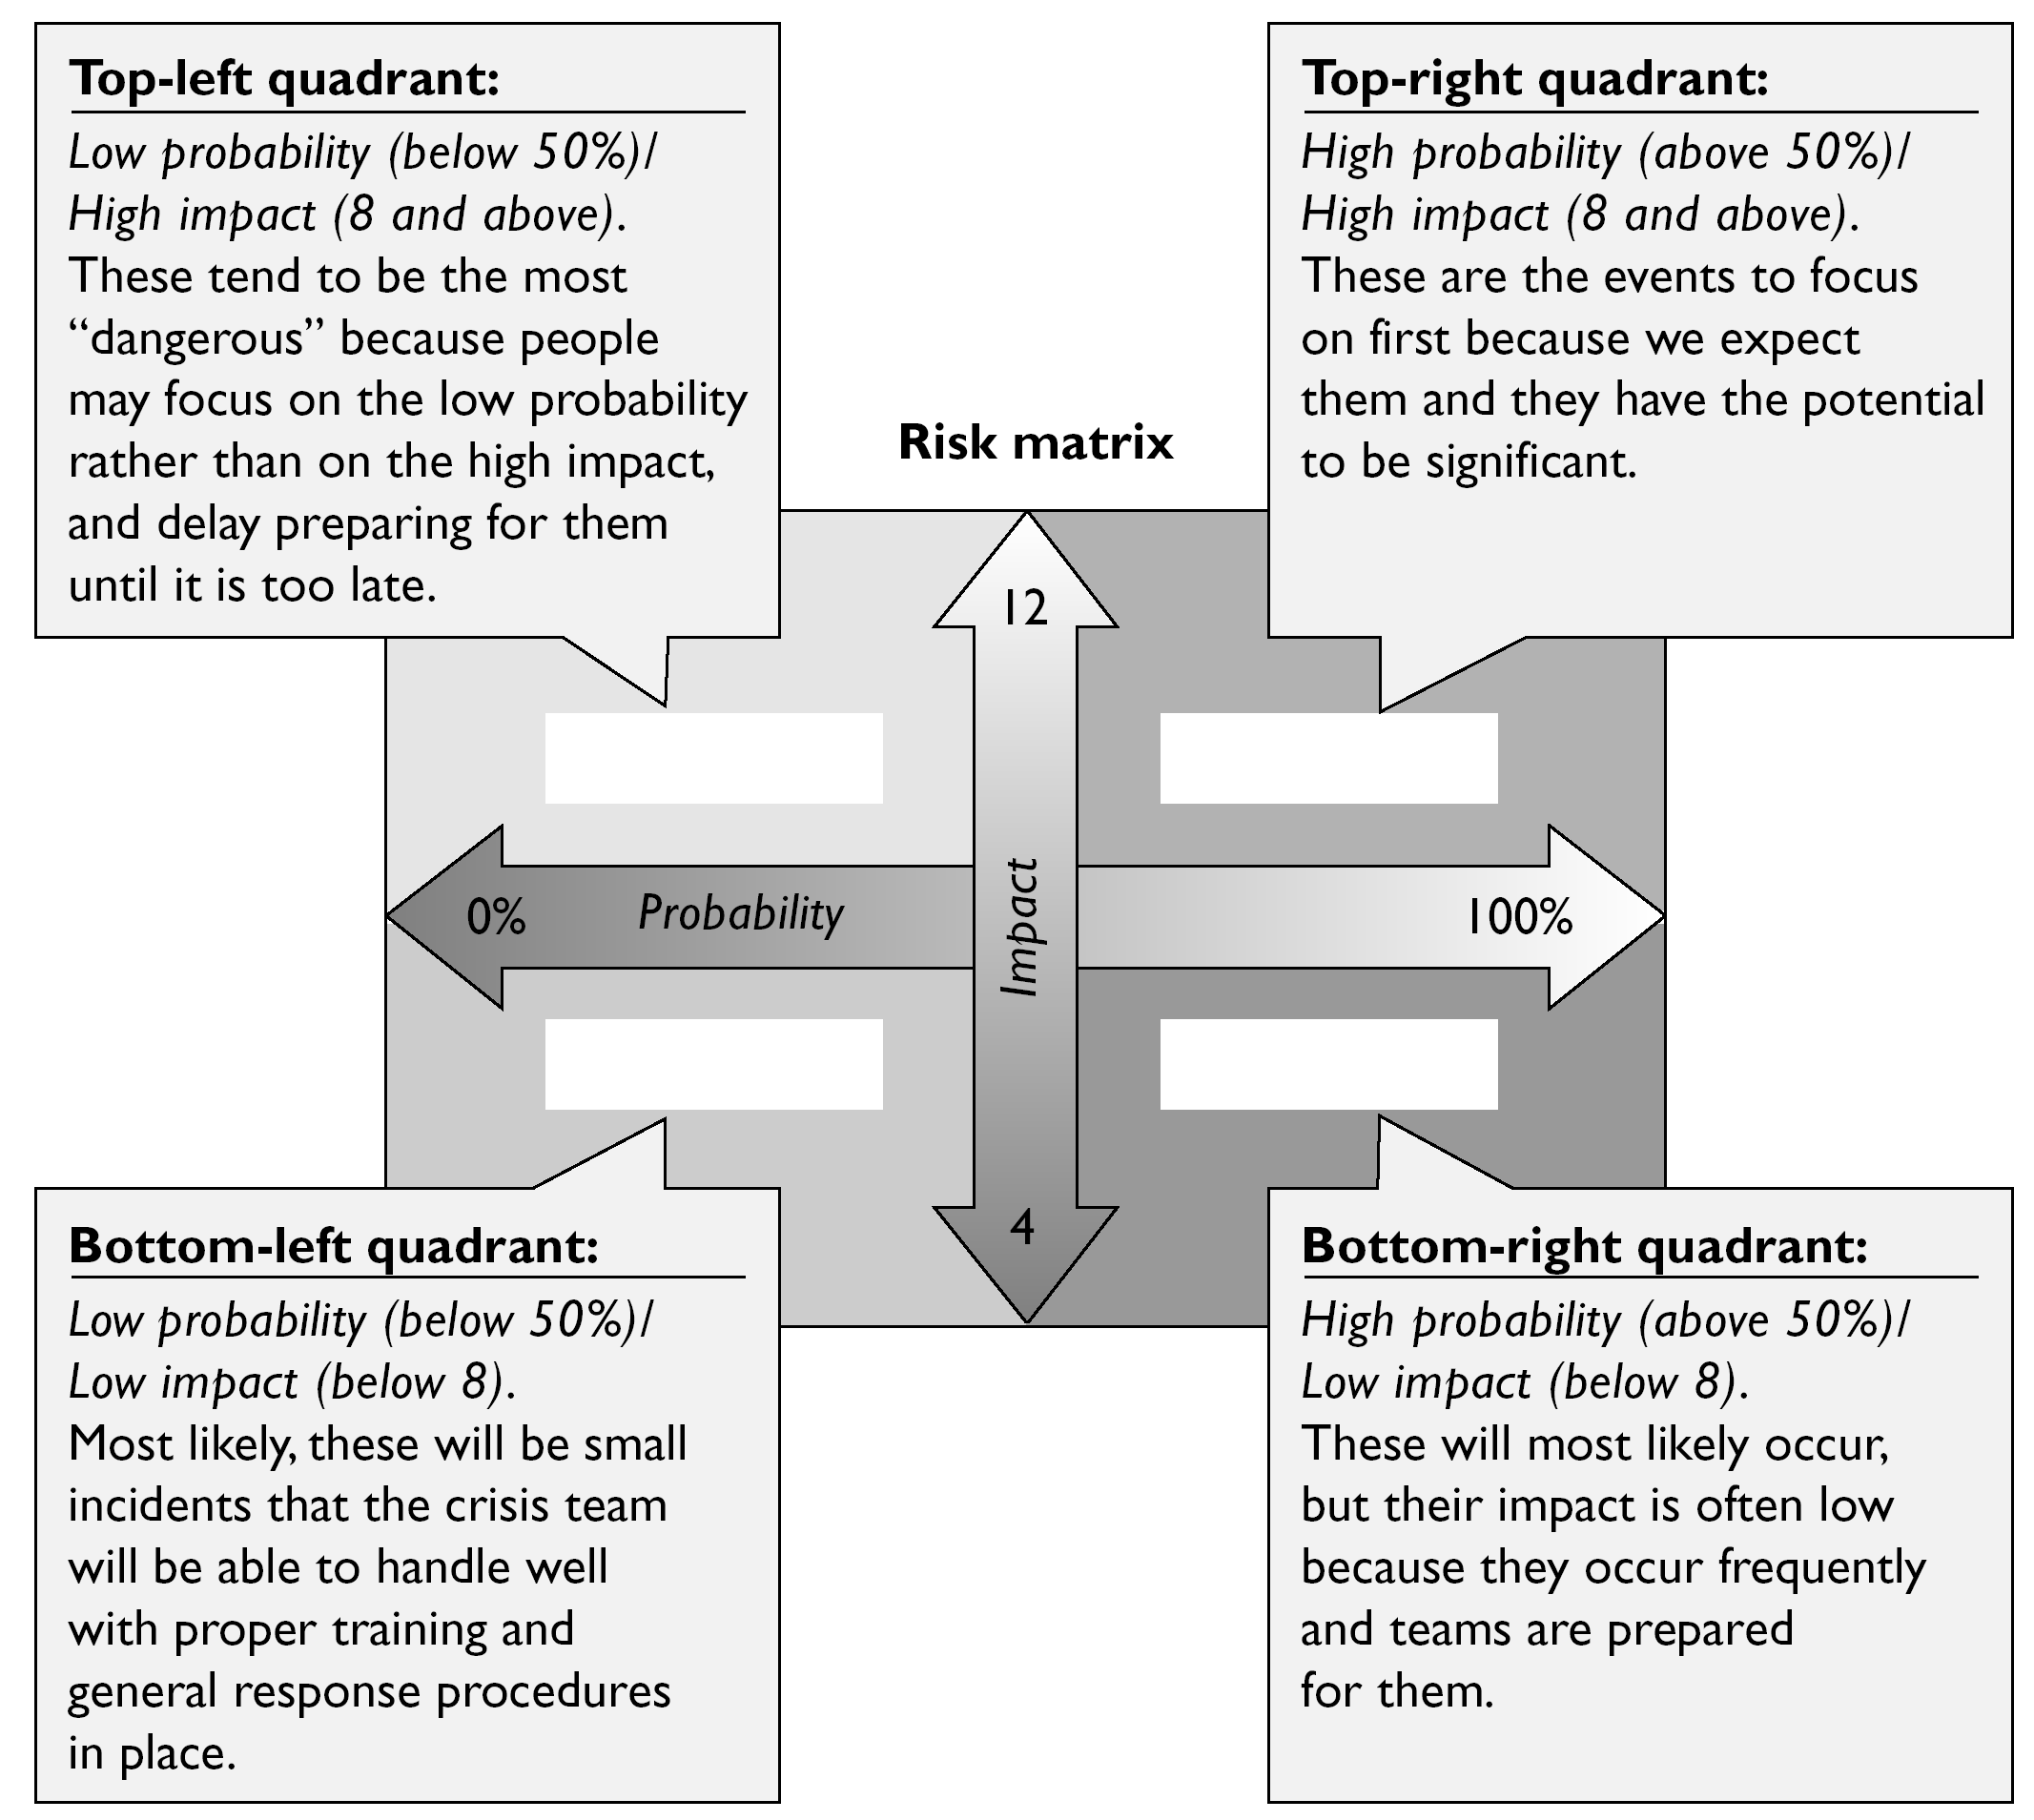 Top-left quadrant:
Low probability (below 50%)/
High impact (8 and above).
These tend to be the most
“dangerous” because people
may focus on the low probability
rather than on the high impact,
and delay preparing for them
until it is too late.
Top-right quadrant:
High probability (above 50%)/
High impact (8 and above).
These are the events to focus
on first because we expect
them and they have the potential
to be significant.
Risk matrix
12
0%
Probability
Impact
100%
4
Bottom-left quadrant:
Low probability (below 50%)/
Low impact (below 8).
Most likely, these will be small
incidents that the crisis team
will be able to handle well
with proper training and
general response procedures
in place.
Bottom-right quadrant:
High probability (above 50%)/
Low impact (below 8).
These will most likely occur,
but their impact is often low
because they occur frequently
and teams are prepared
for them.